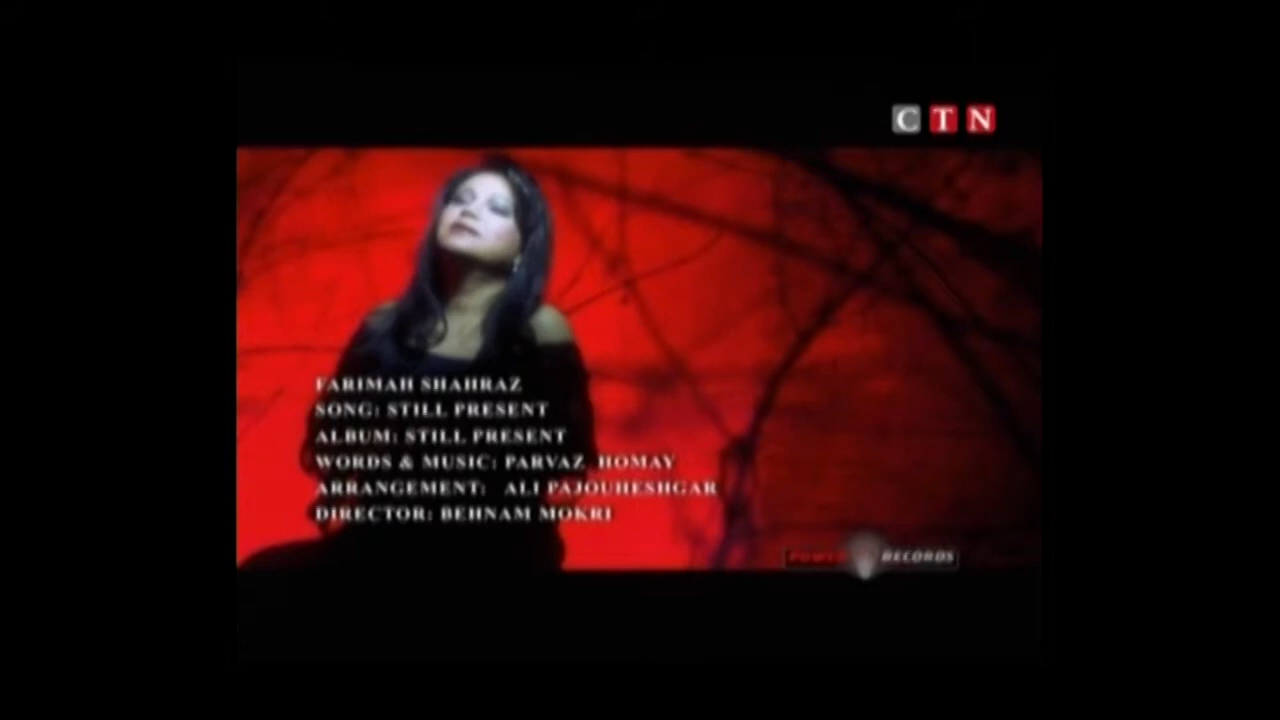 C T N
FARIMAH SHAHRAZ
SONG: STILL PRESENT
ALBUM: STILL PRESENT
WORDS & MUSIC: PARVAZ HOMAY
ARRANGEMENT: ALI PAJOUHESHGAR
DIRECTOR: BEHNAM MOKRI
POWER RECORDS